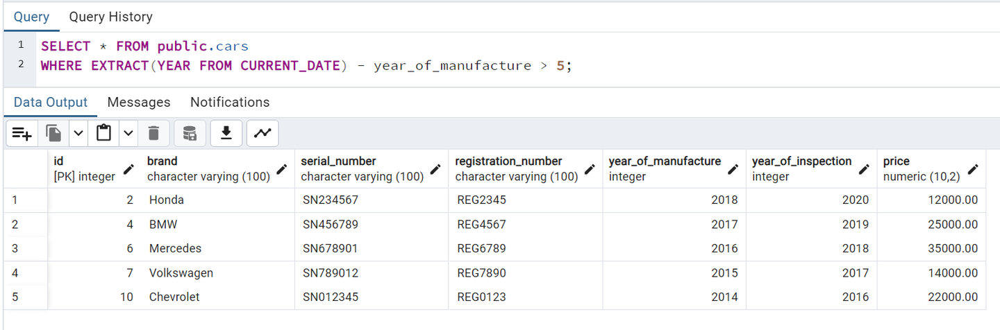 Query Query History
1 SELECT * FROM public.cars
2 WHERE EXTRACT(YEAR FROM CURRENT_DATE) - year_of_manufacture > 5;
Data Output Messages Notifications
id brand serial_number registration_number year_of_manufacture year_of_inspection price
[PK] integer character varying (100) character varying (100) character varying (100) integer integer numeric (10,2)
1 2 Honda SN234567 REG2345 2018 2020 12000.00
2 4 BMW SN456789 REG4567 2017 2019 25000.00
3 6 Mercedes SN678901 REG6789 2016 2018 35000.00
4 7 Volkswagen SN789012 REG7890 2015 2017 14000.00
5 10 Chevrolet SN012345 REG0123 2014 2016 22000.00